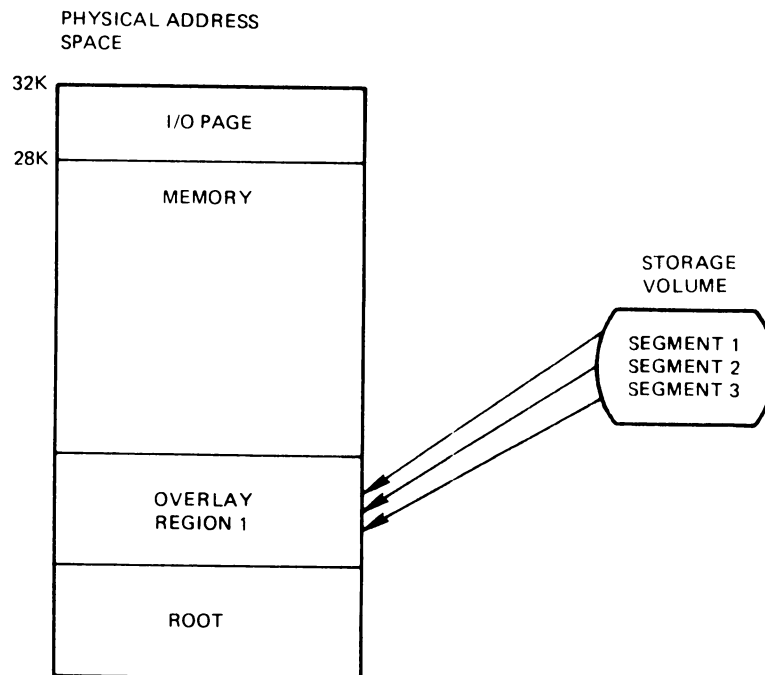 PHYSICAL ADDRESS
SPACE
32K
I/O PAGE
28K
MEMORY
STORAGE
VOLUME
SEGMENT 1
SEGMENT 2
SEGMENT 3
OVERLAY
REGION 1
ROOT